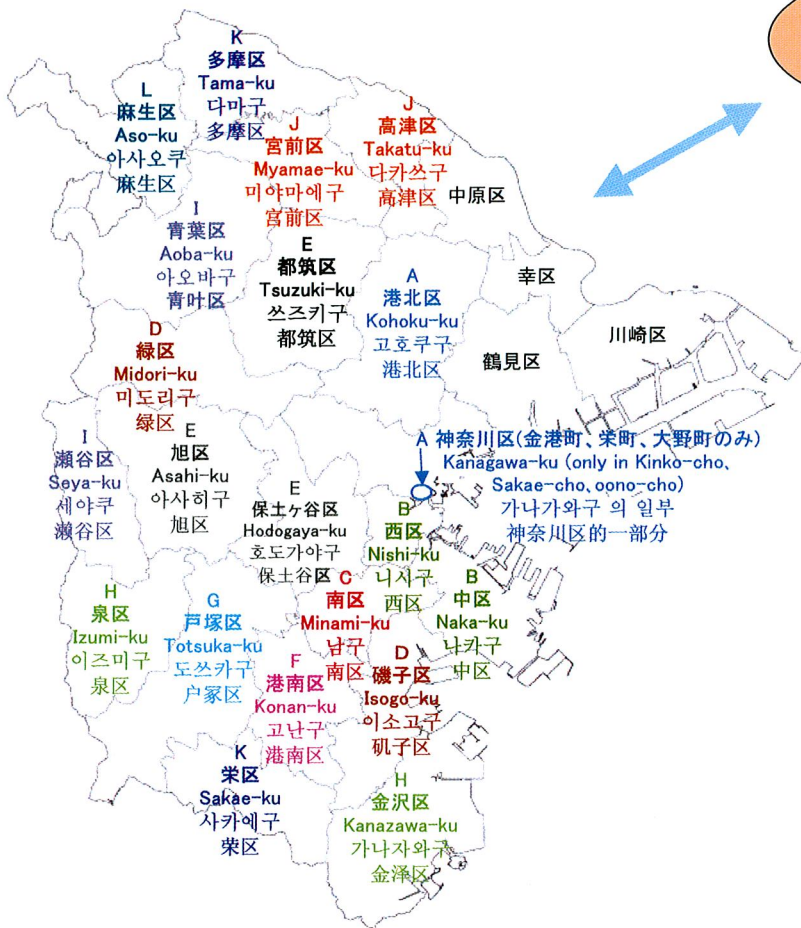 K
多摩区
Tama-ku
다마구
多摩区
L
麻生区
Aso-ku
아사오쿠
麻生区
J
宮前区
Myamae-ku
미야마에구
宫前区
J
高津区
Takatu-ku
다카쓰구
高津区
中原区
I
青葉区
Aoba-ku
아오바구
青叶区
E
都筑区
Tsuzuki-ku
쓰즈키구
都筑区
A
港北区
Kohoku-ku
고호쿠구
港北区
幸区
川崎区
鶴見区
D
緑区
Midori-ku
미도리구
绿区
I
瀬谷区
Seya-ku
세야쿠
濑谷区
E
旭区
Asahi-ku
아사히구
旭区
A 神奈川区(金港町、栄町、大野町のみ)
Kanagawa-ku (only in Kinko-cho、
Sakae-cho、oono-cho)
가나가와구 의 일부
神奈川区的一部分
E
保土ヶ谷区
Hodogaya-ku
호도가야구
保土谷区
B
西区
Nishi-ku
니시구
西区
B
中区
Naka-ku
나카구
中区
C
南区
Minami-ku
남구
南区
H
泉区
Izumi-ku
이즈미구
泉区
G
戸塚区
Totsuka-ku
도쓰카구
户冢区
F
港南区
Konan-ku
고난구
港南区
D
磯子区
Isogo-ku
이소고구
矶子区
K
栄区
Sakae-ku
사카에구
荣区
H
金沢区
Kanazawa-ku
가나자와구
金泽区